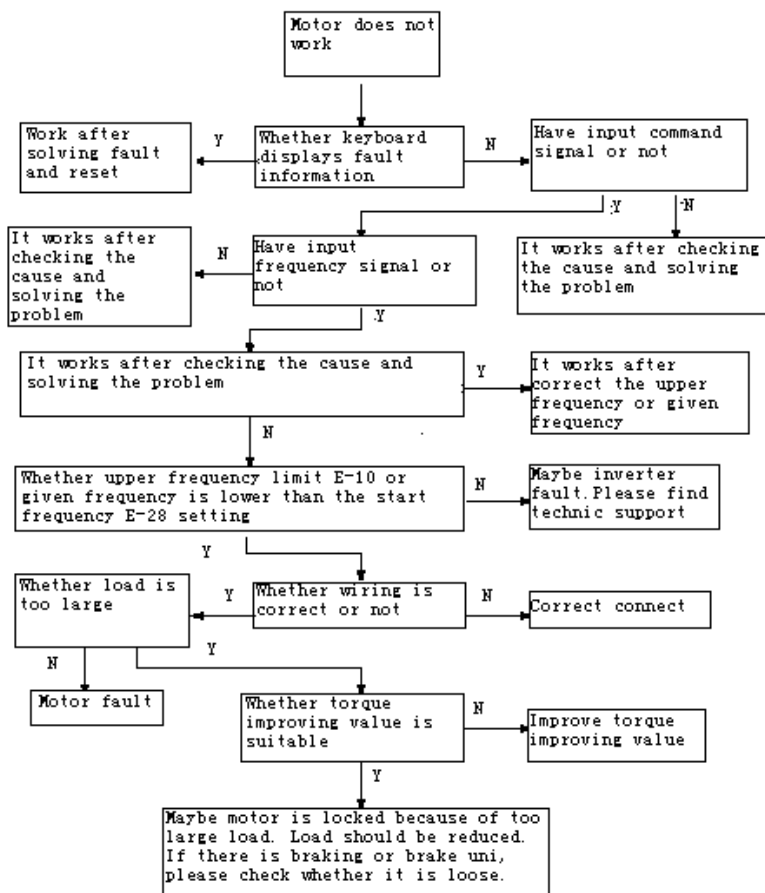 Motor does not
work
Work after
solving fault
and reset
Y
Whether keyboard
displays fault
information
N
Have input command
signal or not
Y
N
It works after
checking the
cause and
solving the
problem
N
Have input
frequency signal or
not
It works after checking
the cause and solving
the problem
Y
It works after checking the cause and
solving the problem
Y
It works after
correct the upper
frequency or given
frequency
N
Whether upper frequency limit E-10 or
given frequency is lower than the start
frequency E-28 setting
N
Maybe inverter
fault.Please find
technic support
Y
Whether load is
too large
Y
Whether wiring is
correct or not
N
Correct connect
N
Y
Motor fault
Whether torque
improving value is
suitable
N
Improve torque
improving value
Y
Maybe motor is locked because of too
large load. Load should be reduced.
If there is braking or brake uni,
please check whether it is loose.